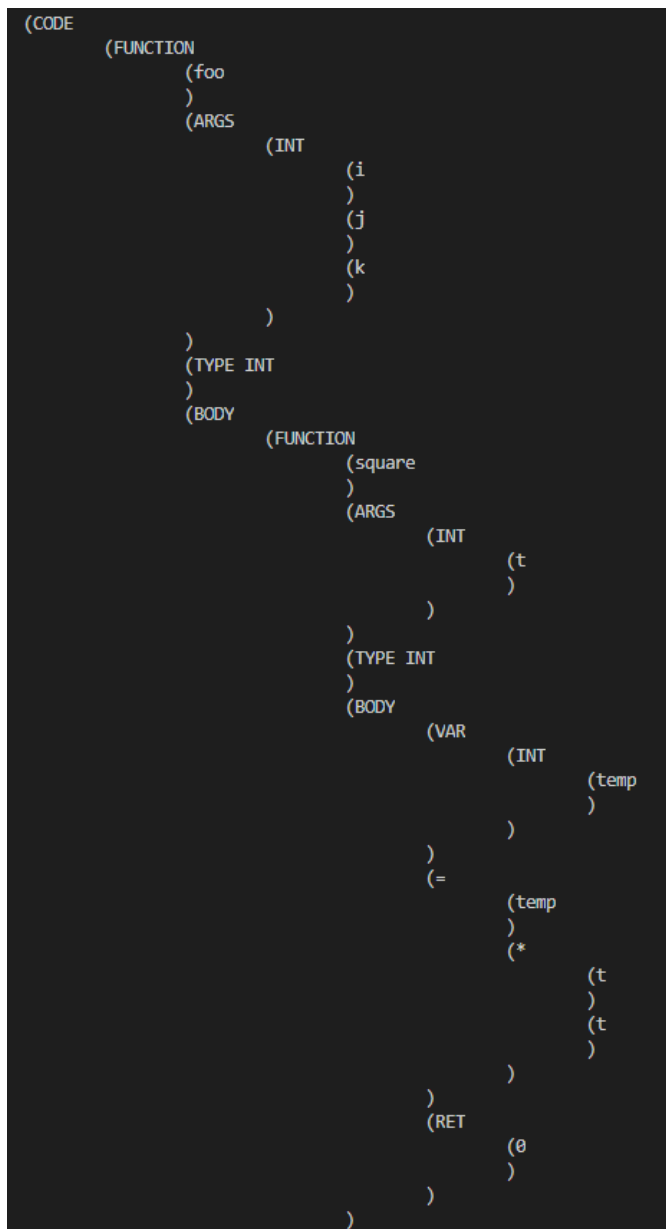 (CODE
(FUNCTION
(foo
)
(ARGS
(INT
(i
)
(j
)
(k
)
)
)
(TYPE INT
)
(BODY
(FUNCTION
(square
)
(ARGS
(INT
(t
)
)
)
(TYPE INT
)
(BODY
(VAR
(INT
(temp
)
)
)
(=
(temp
)
(*
(t
)
(t
)
)
)
(RET
(0
)
)
)